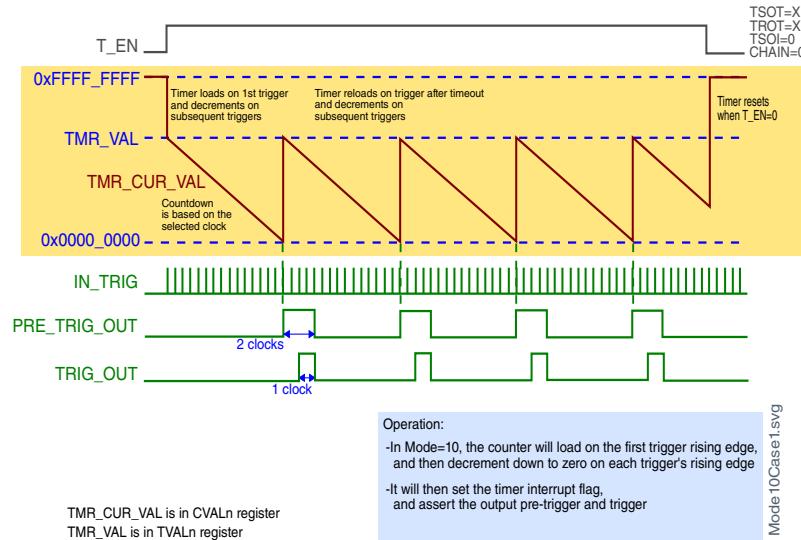 TSOT=X
TROT=X
TSOI=0
CHAIN=0
T_EN
0xFFFF_FFFF
Timer loads on 1st trigger
and decrements on
subsequent triggers
Timer reloads on trigger after timeout
and decrements on
subsequent triggers
Timer resets
when T_EN=0
TMR_VAL
TMR_CUR_VAL
Countdown
is based on the
selected clock
0x0000_0000
IN_TRIG
PRE_TRIG_OUT
2 clocks
TRIG_OUT
1 clock
Operation:
-In Mode=10, the counter will load on the first trigger rising edge,
and then decrement down to zero on each trigger's rising edge
-It will then set the timer interrupt flag,
and assert the output pre-trigger and trigger
Mode10Case1.svg
TMR_CUR_VAL is in CVALn register
TMR_VAL is in TVALn register